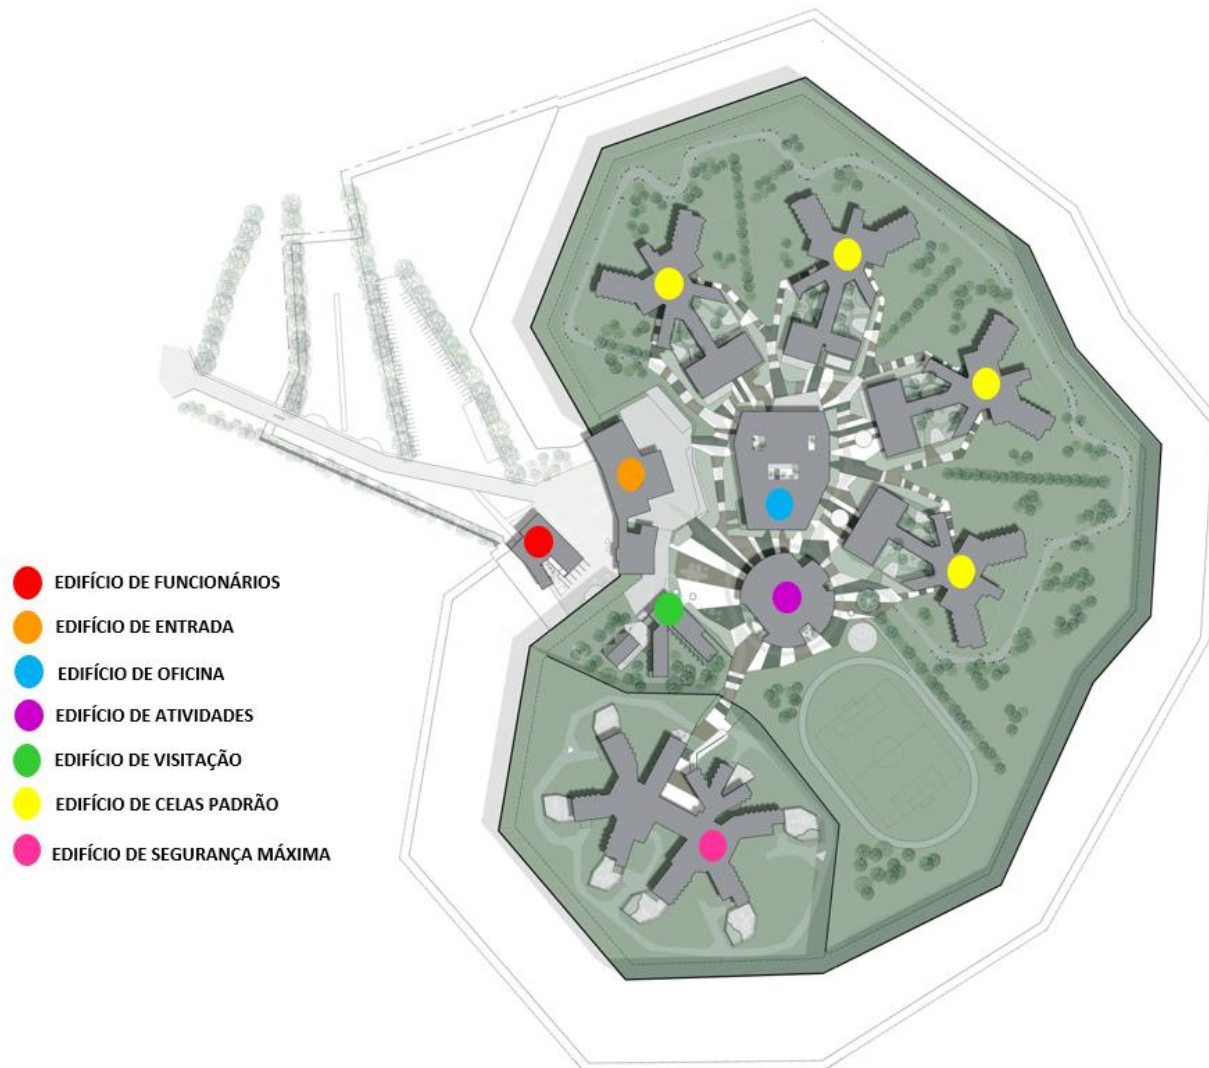 EDIFÍCIO DE FUNCIONÁRIOS
EDIFÍCIO DE ENTRADA
EDIFÍCIO DE OFICINA
EDIFÍCIO DE ATIVIDADES
EDIFÍCIO DE VISITAÇÃO
EDIFÍCIO DE CELAS PADRÃO
EDIFÍCIO DE SEGURANÇA MÁXIMA